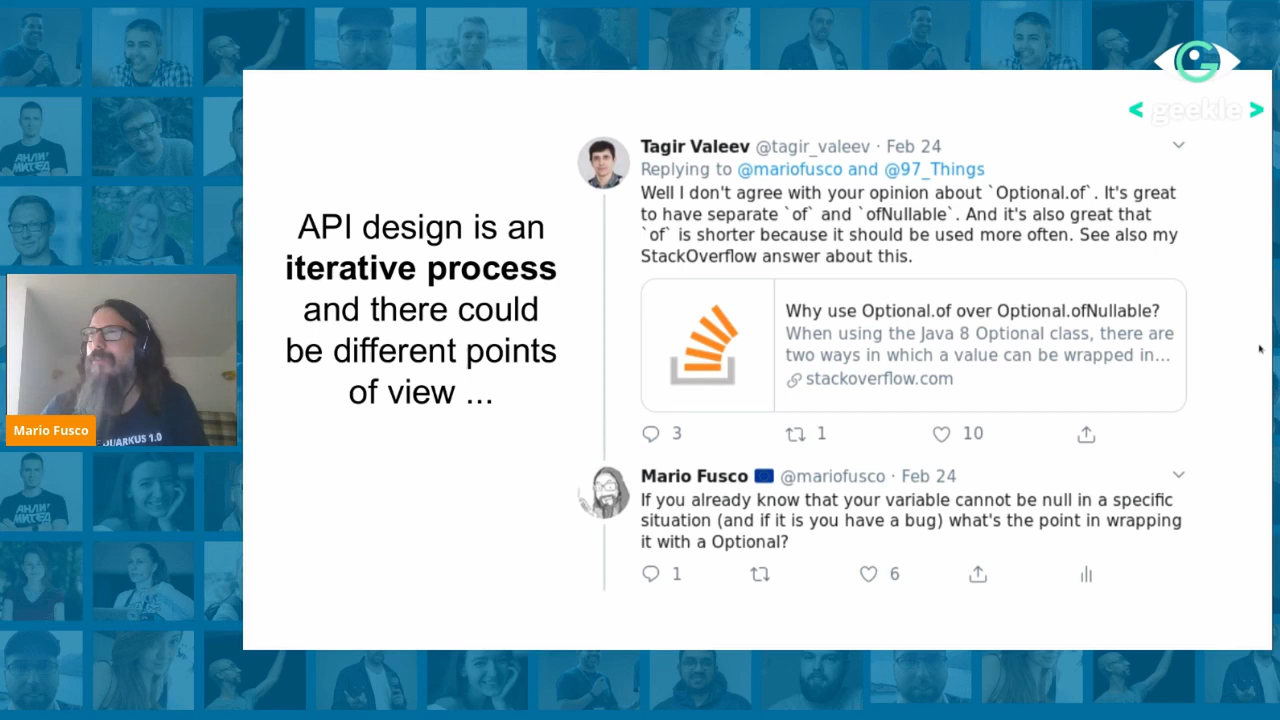 < geekle >
API design is an
iterative process
and there could
be different points
of view ...
Tagir Valeev @tagir_valeev · Feb 24
Replying to @mariofusco and @97_Things
Well I don't agree with your opinion about `Optional.of`. It's great
to have separate `of` and `ofNullable`. And it's also great that
`of` is shorter because it should be used more often. See also my
StackOverflow answer about this.
Why use Optional.of over Optional.ofNullable?
When using the Java 8 Optional class, there are
two ways in which a value can be wrapped in...
stackoverflow.com
3 1 10
Mario Fusco @mariofusco · Feb 24
If you already know that your variable cannot be null in a specific
situation (and if it is you have a bug) what's the point in wrapping
it with a Optional?
1 6
Mario Fusco
QUARKUS 1.0